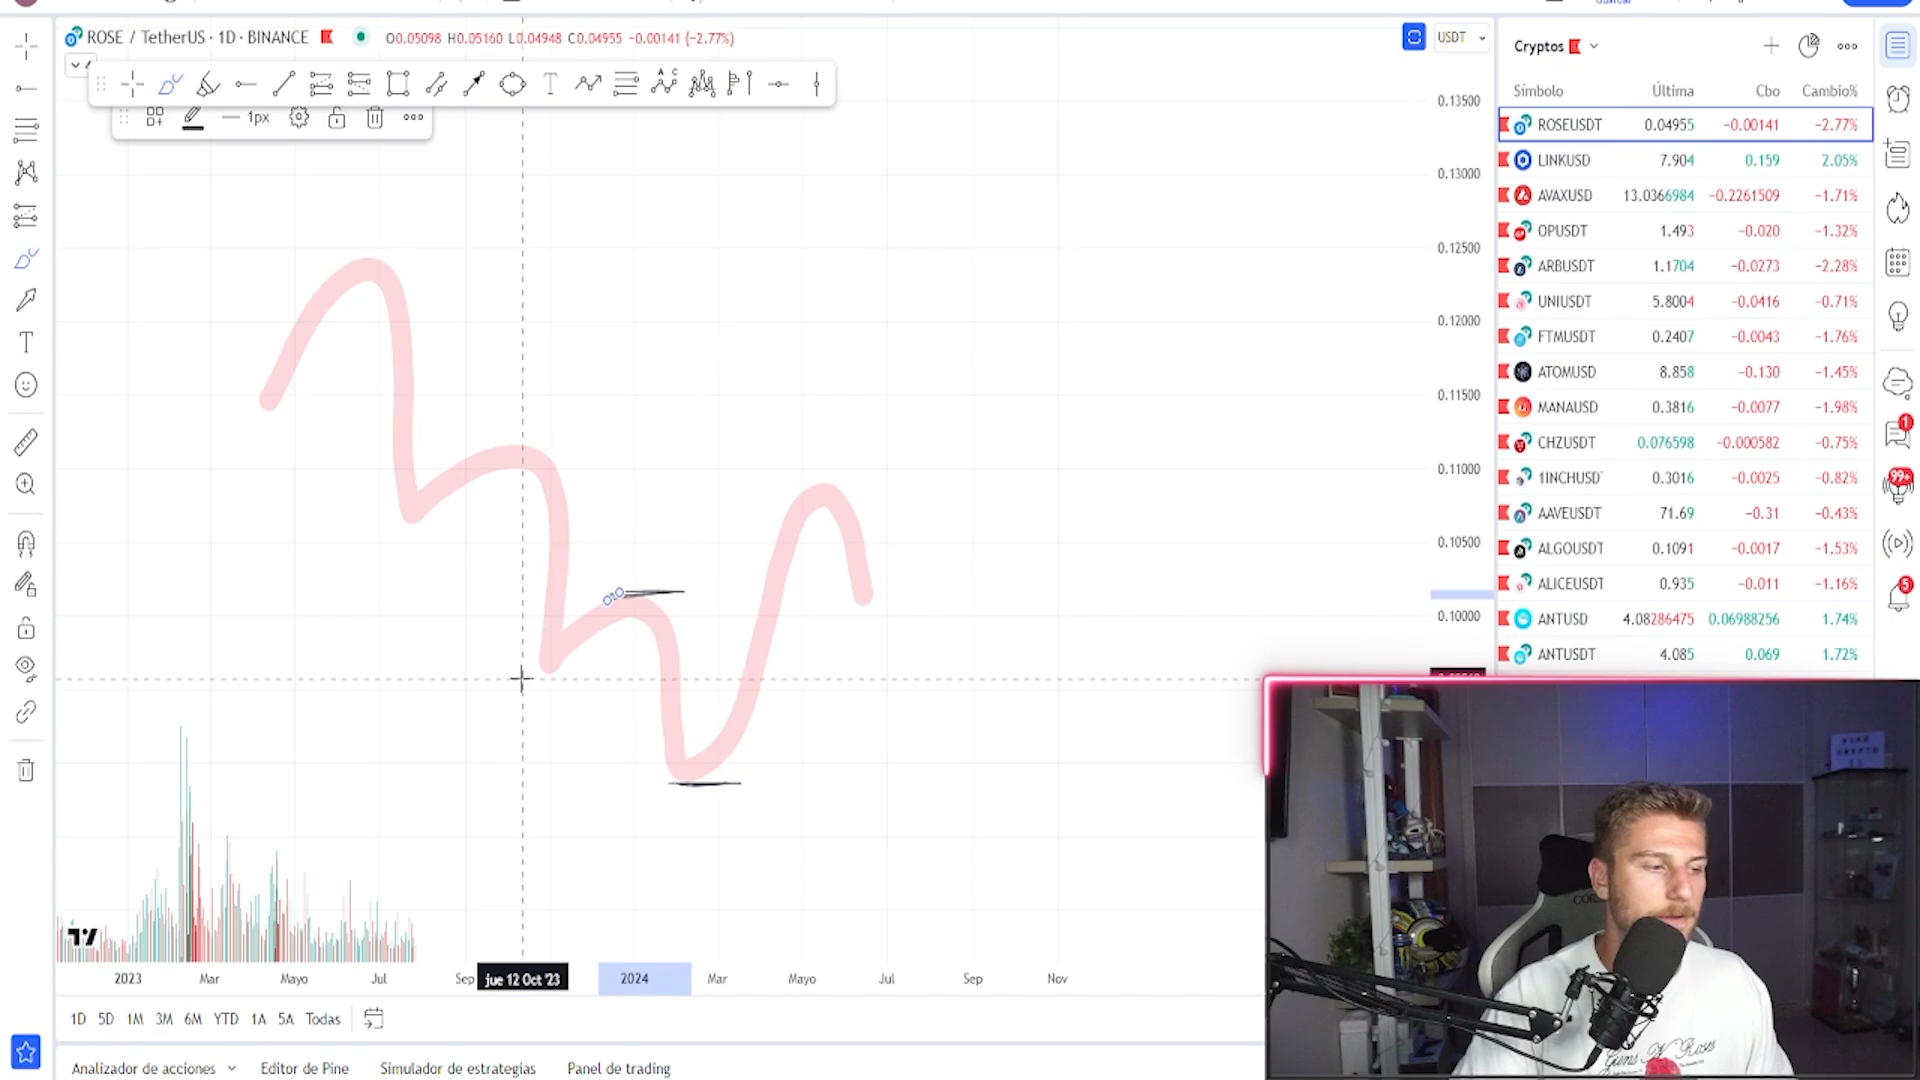 ROSE / TetherUS · 1D · BINANCE
O0.05098 H0.05160 L0.04948 C0.04955 −0.00141 (−2.77%)
USDT
1px
0.13500
0.13000
0.12500
0.12000
0.11500
0.11000
0.10500
0.10000
Cryptos
Símbolo Última Cbo Cambio%
ROSEUSDT 0.04955 −0.00141 −2.77%
LINKUSD 7.904 0.159 2.05%
AVAXUSD 13.0366984 −0.2261509 −1.71%
OPUSDT 1.493 −0.020 −1.32%
ARBUSDT 1.1704 −0.0273 −2.28%
UNIUSDT 5.8004 −0.0416 −0.71%
FTMUSDT 0.2407 −0.0043 −1.76%
ATOMUSD 8.858 −0.130 −1.45%
MANAUSD 0.3816 −0.0077 −1.98%
CHZUSDT 0.076598 −0.000582 −0.75%
1INCHUSD 0.3016 −0.0025 −0.82%
AAVEUSDT 71.69 −0.31 −0.43%
ALGOUSDT 0.1091 −0.0017 −1.53%
ALICEUSDT 0.935 −0.011 −1.16%
ANTUSD 4.08286475 0.06988256 1.74%
ANTUSDT 4.085 0.069 1.72%
1
99+
5
2023 Mar Mayo Jul Sep jue 12 Oct '23 2024 Mar Mayo Jul Sep Nov
1D 5D 1M 3M 6M YTD 1A 5A Todas
Analizador de acciones Editor de Pine Simulador de estrategias Panel de trading
Guns N' Roses